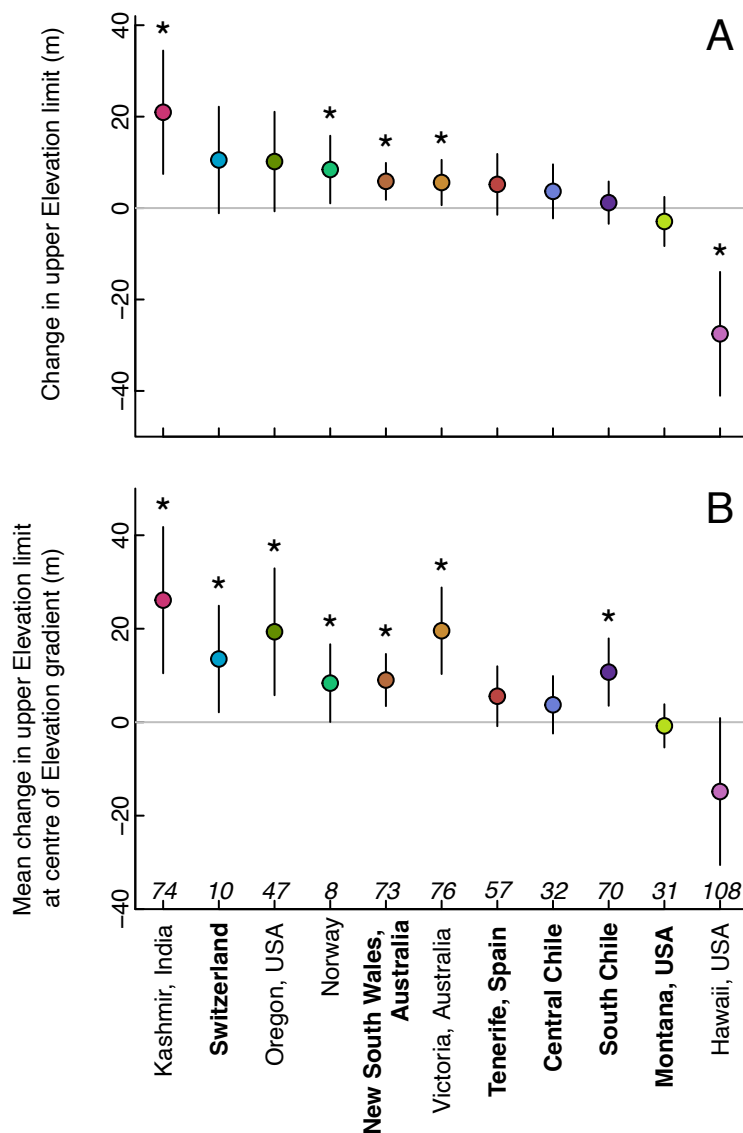 A
Change in upper Elevation limit (m)
40
20
0
−20
−40
* * * * *
B
Mean change in upper Elevation limit
at centre of Elevation gradient (m)
40
20
0
−20
−40
* * * * * * *
74 10 47 8 73 76 57 32 70 31 108
Kashmir, India
Switzerland
Oregon, USA
Norway
New South Wales,
Australia
Victoria, Australia
Tenerife, Spain
Central Chile
South Chile
Montana, USA
Hawaii, USA